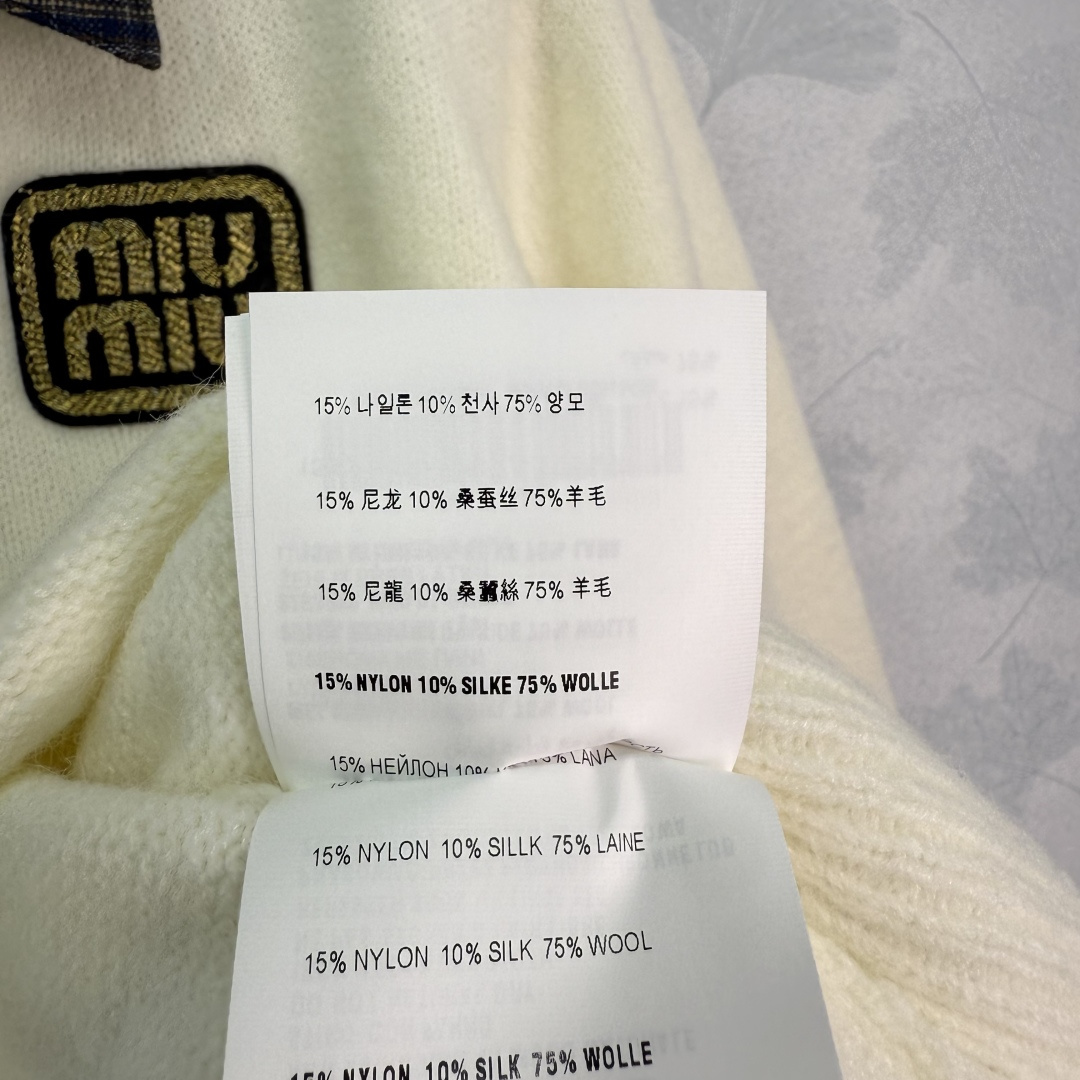 MIU
MIU
15% 나일론 10% 천사 75% 양모
15% 尼龙 10% 桑蚕丝 75%羊毛
15% 尼龍 10% 桑蠶絲 75% 羊毛
15% NYLON 10% SILKE 75% WOLLE
15% НЕЙЛОН 10% LANA
15% NYLON 10% SILLK 75% LAINE
15% NYLON 10% SILK 75% WOOL
15% NYLON 10% SILK 75% WOLLE